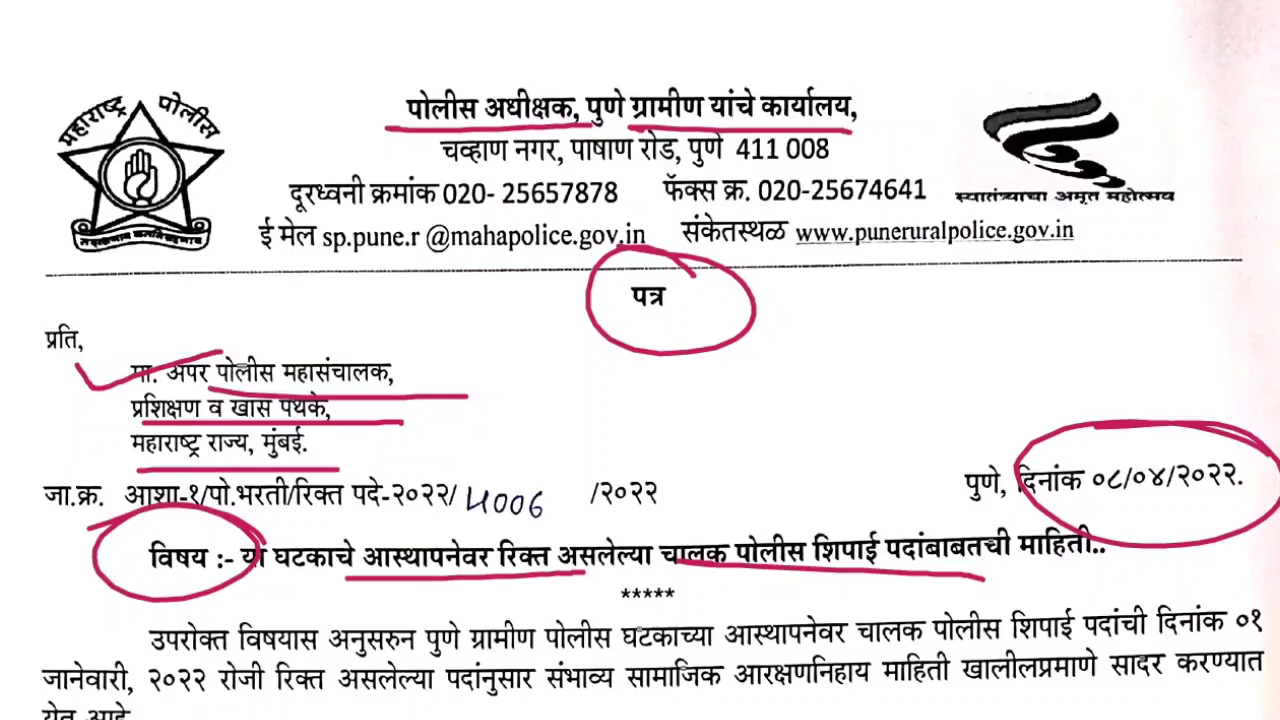 महाराष्ट्र पोलीस
पोलीस अधीक्षक, पुणे ग्रामीण यांचे कार्यालय,
चव्हाण नगर, पाषाण रोड, पुणे 411 008
दूरध्वनी क्रमांक 020- 25657878 फॅक्स क्र. 020-25674641
ई मेल sp.pune.r @mahapolice.gov.in संकेतस्थळ www.puneruralpolice.gov.in
स्वातंत्र्याचा अमृत महोत्सव
पत्र
प्रति,
मा. अपर पोलीस महासंचालक,
प्रशिक्षण व खास पथके,
महाराष्ट्र राज्य, मुंबई.
जा.क्र. आशा-१/पो.भरती/रिक्त पदे-२०२२/ 4006 /२०२२ पुणे, दिनांक ०८/०४/२०२२.
विषय :- या घटकाचे आस्थापनेवर रिक्त असलेल्या चालक पोलीस शिपाई पदांबाबतची माहिती..
*****
उपरोक्त विषयास अनुसरुन पुणे ग्रामीण पोलीस घटकाच्या आस्थापनेवर चालक पोलीस शिपाई पदांची दिनांक ०१
जानेवारी, २०२२ रोजी रिक्त असलेल्या पदांनुसार संभाव्य सामाजिक आरक्षणनिहाय माहिती खालीलप्रमाणे सादर करण्यात
येत आहे